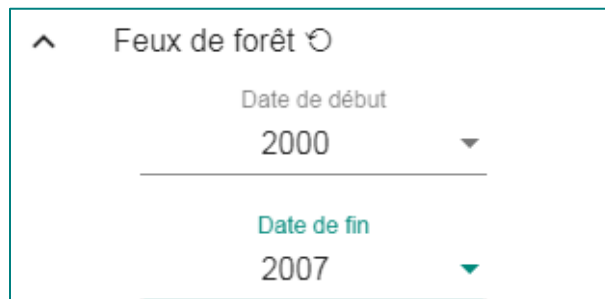 Feux de forêt
Date de début
2000
Date de fin
2007